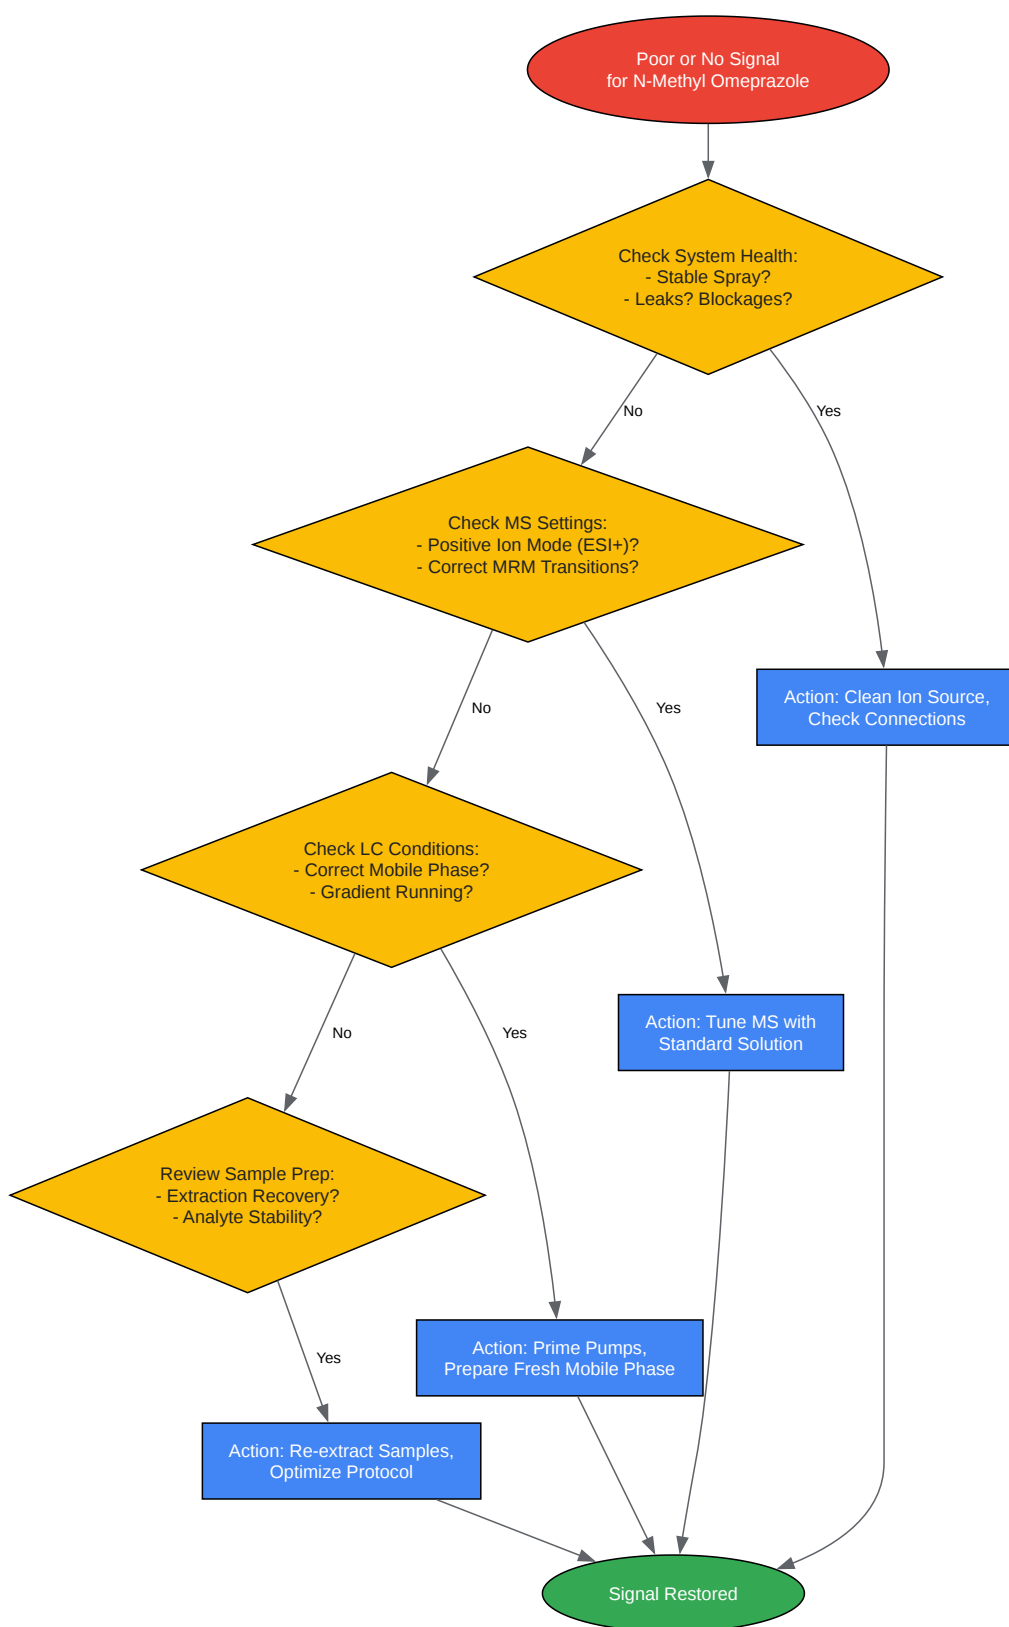 Poor or No Signal
for N-Methyl Omeprazole
Check System Health:
- Stable Spray?
- Leaks? Blockages?
No
Yes
Check MS Settings:
- Positive Ion Mode (ESI+)?
- Correct MRM Transitions?
No
Yes
Action: Clean Ion Source,
Check Connections
Check LC Conditions:
- Correct Mobile Phase?
- Gradient Running?
No
Yes
Action: Tune MS with
Standard Solution
Review Sample Prep:
- Extraction Recovery?
- Analyte Stability?
Yes
Action: Prime Pumps,
Prepare Fresh Mobile Phase
Action: Re-extract Samples,
Optimize Protocol
Signal Restored